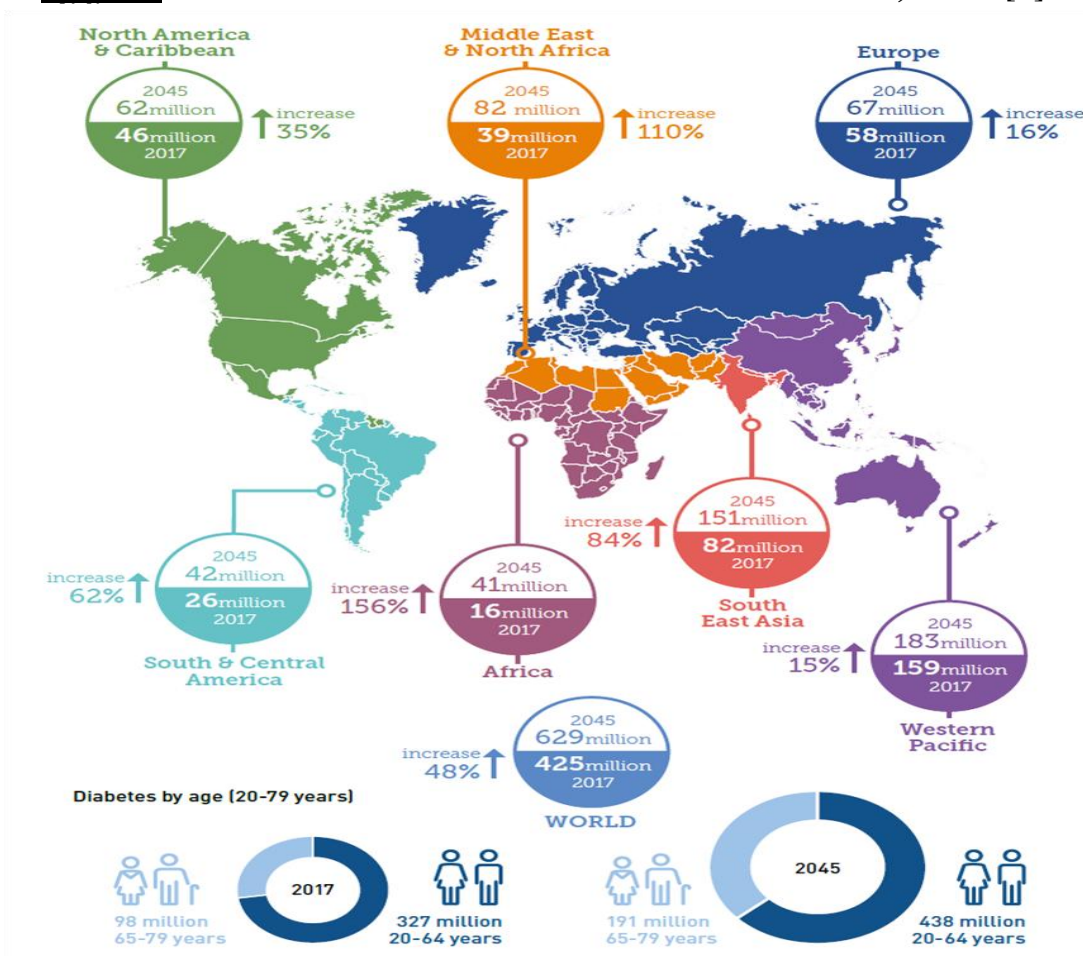 North America
& Caribbean
2045
62million
46million
2017
increase
35%
Middle East
& North Africa
2045
82 million
39million
2017
increase
110%
Europe
2045
67million
58million
2017
increase
16%
2045
42million
26million
2017
increase
62%
South & Central
America
2045
41million
16million
2017
increase
156%
Africa
2045
151million
82million
2017
increase
84%
South
East Asia
2045
183million
159million
2017
increase
15%
Western
Pacific
2045
629million
425million
2017
increase
48%
WORLD
Diabetes by age (20-79 years)
2017
98 million
65-79 years
327 million
20-64 years
2045
191 million
65-79 years
438 million
20-64 years